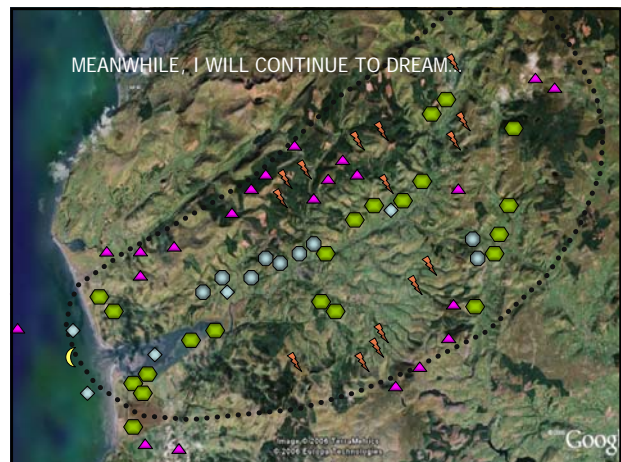 MEANWHILE, I WILL CONTINUE TO DREAM...
Image © 2006 TerraMetrics
© 2006 Europa Technologies
Goog